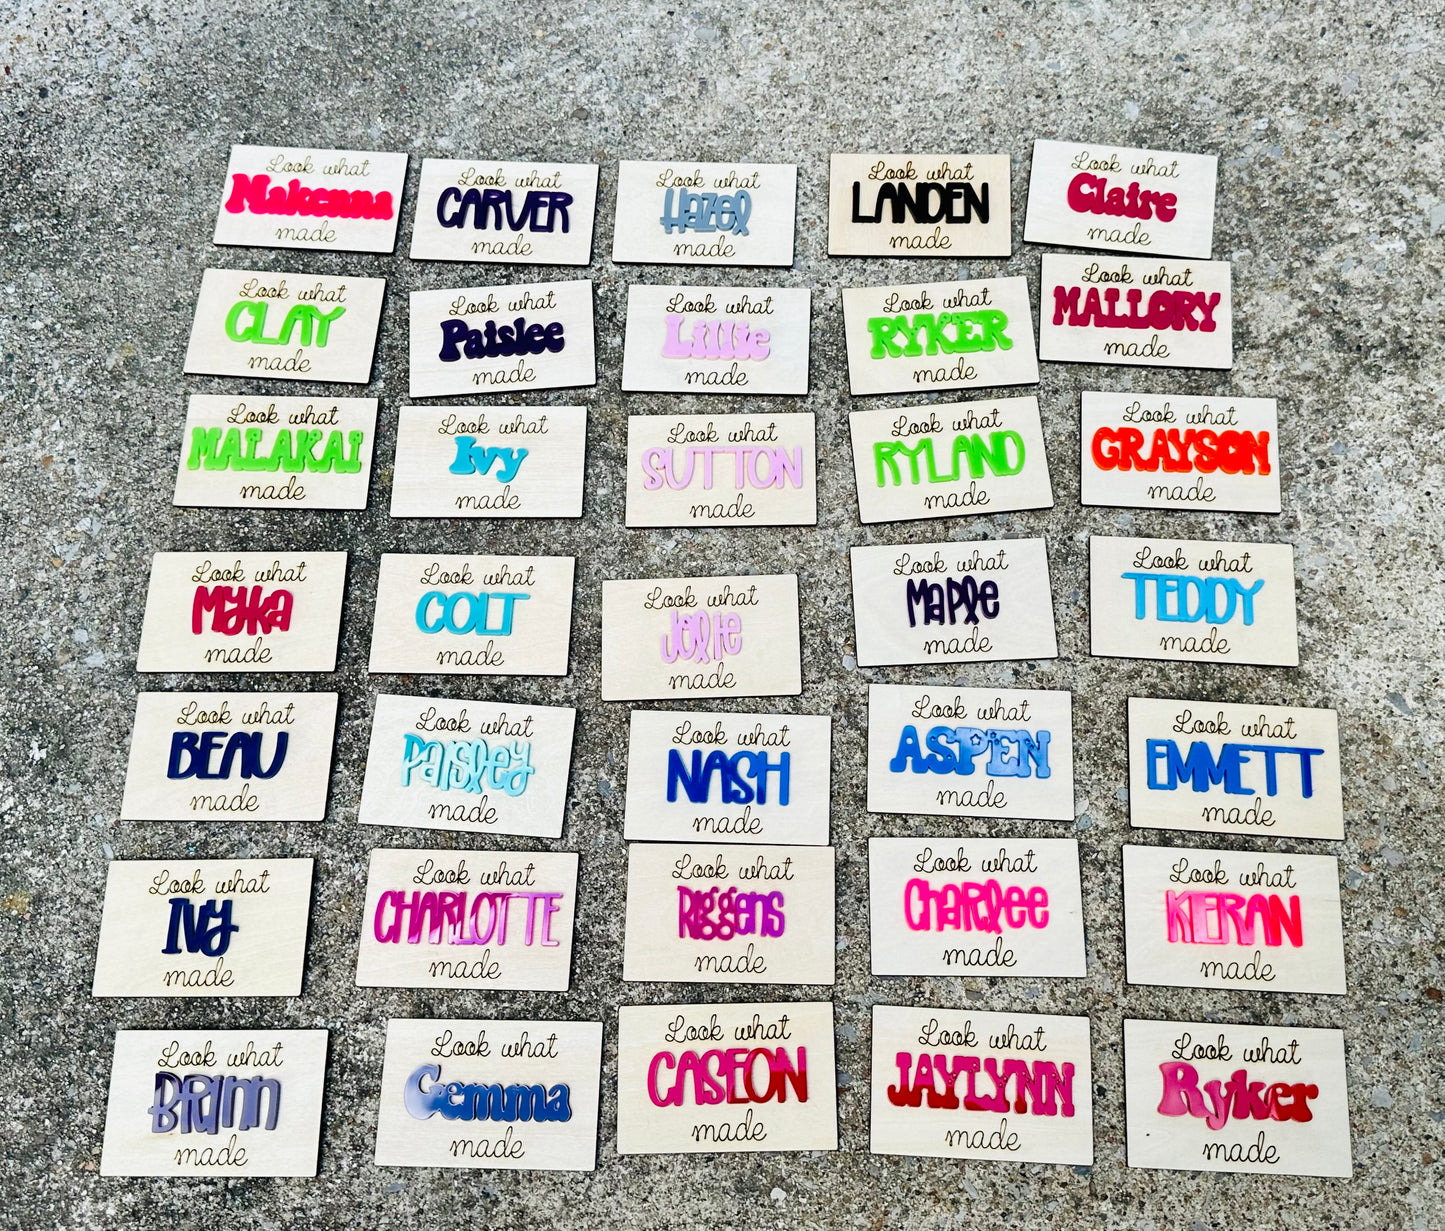 Look what
Makenna
made
Look what
CARVER
made
Look what
Hazel
made
Look what
LANDEN
made
Look what
Claire
made
Look what
CLAY
made
Look what
Paislee
made
Look what
Lillie
made
Look what
RYKER
made
Look what
MALLORY
made
Look what
MALAKAI
made
Look what
Ivy
made
Look what
SUTTON
made
Look what
RYLAND
made
Look what
GRAYSON
made
Look what
Myka
made
Look what
COLT
made
Look what
Jolie
made
Look what
Maple
made
Look what
TEDDY
made
Look what
BEAU
made
Look what
Paisley
made
Look what
NASH
made
Look what
ASPEN
made
Look what
EMMETT
made
Look what
Ivy
made
Look what
CHARLOTTE
made
Look what
Riggens
made
Look what
Charlee
made
Look what
KIERAN
made
Look what
Brynn
made
Look what
Gemma
made
Look what
CASEON
made
Look what
JAYLYNN
made
Look what
Ryker
made